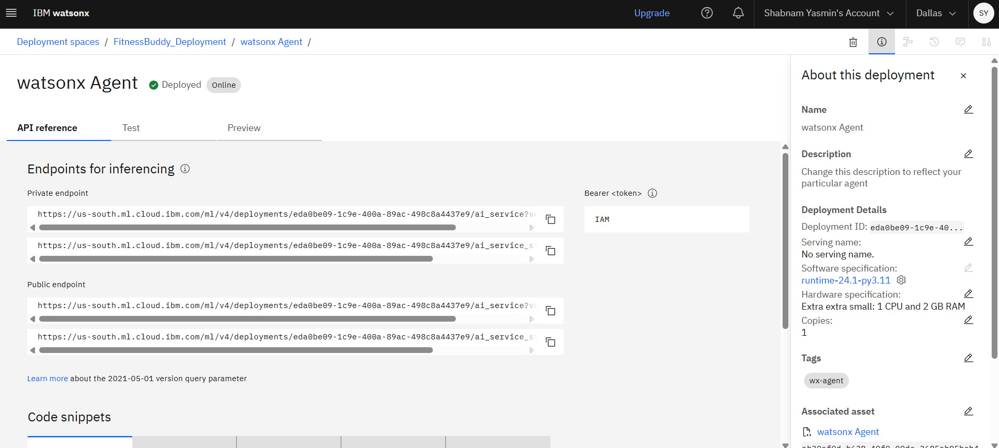 IBM watsonx
Upgrade
Shabnam Yasmin's Account
Dallas
SY
Deployment spaces / FitnessBuddy_Deployment / watsonx Agent /
watsonx Agent
Deployed
Online
API reference
Test
Preview
Endpoints for inferencing
Private endpoint
https://us-south.ml.cloud.ibm.com/ml/v4/deployments/eda0be09-1c9e-400a-89ac-498c8a4437e9/ai_service?ve
https://us-south.ml.cloud.ibm.com/ml/v4/deployments/eda0be09-1c9e-400a-89ac-498c8a4437e9/ai_service_st
Public endpoint
https://us-south.ml.cloud.ibm.com/ml/v4/deployments/eda0be09-1c9e-400a-89ac-498c8a4437e9/ai_service?ve
https://us-south.ml.cloud.ibm.com/ml/v4/deployments/eda0be09-1c9e-400a-89ac-498c8a4437e9/ai_service_st
Learn more about the 2021-05-01 version query parameter
Bearer <token>
IAM
Code snippets
About this deployment
Name
watsonx Agent
Description
Change this description to reflect your
particular agent
Deployment Details
Deployment ID: eda0be09-1c9e-40...
Serving name:
No serving name.
Software specification:
runtime-24.1-py3.11
Hardware specification:
Extra extra small: 1 CPU and 2 GB RAM
Copies:
1
Tags
wx-agent
Associated asset
watsonx Agent